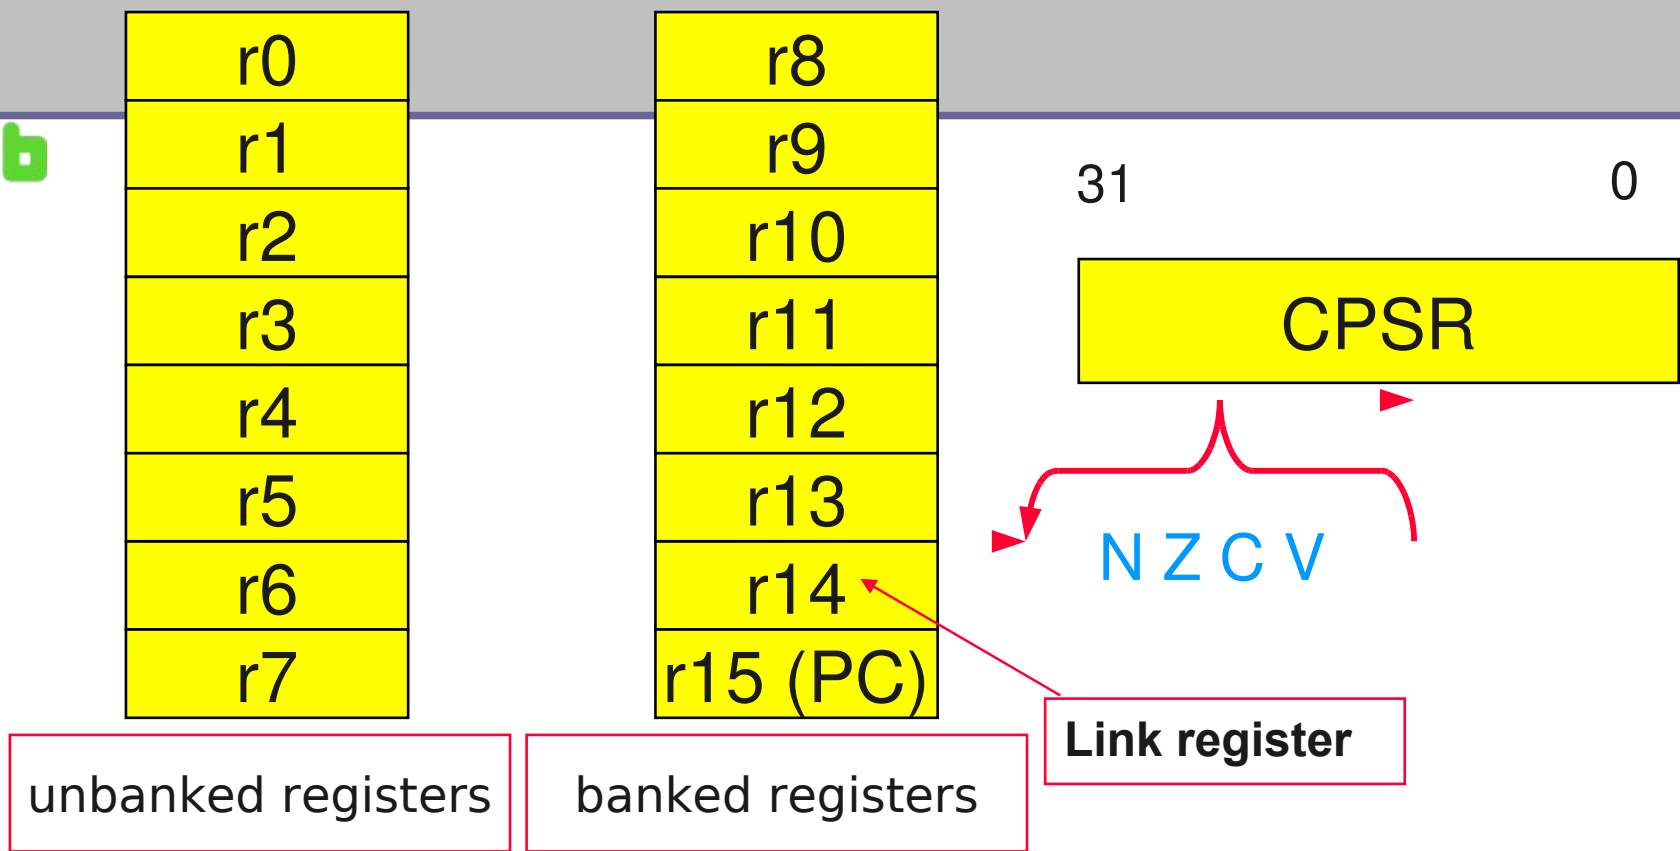 r0
r1
r2
r3
r4
r5
r6
r7
unbanked registers
r8
r9
r10
r11
r12
r13
r14
r15 (PC)
banked registers
31 0
CPSR
N Z C V
Link register